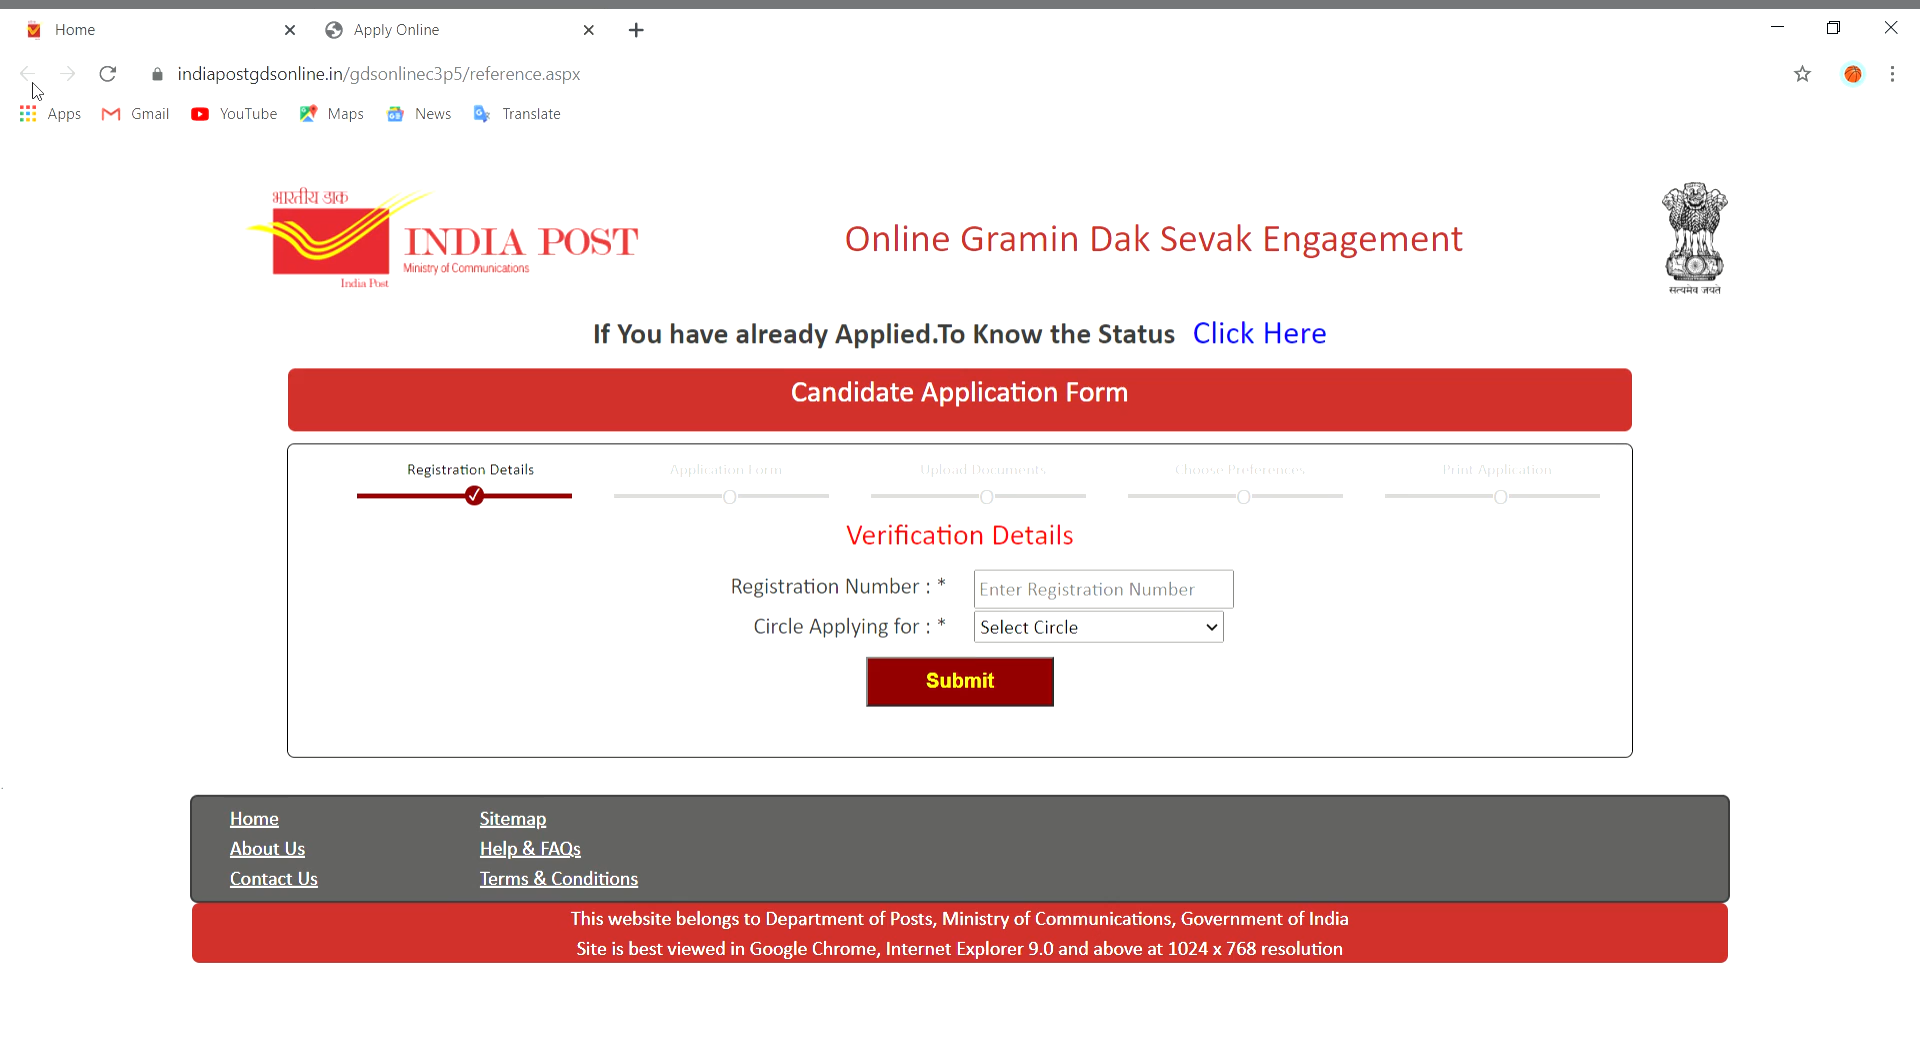 Home
Apply Online
indiapostgdsonline.in/gdsonlinec3p5/reference.aspx
Apps Gmail YouTube Maps News Translate
भारतीय डाक
INDIA POST
Ministry of Communications
India Post
Online Gramin Dak Sevak Engagement
सत्यमेव जयते
If You have already Applied.To Know the Status Click Here
Candidate Application Form
Registration Details Application Form Upload Documents Choose Preferences Print Application
Verification Details
Registration Number : * Enter Registration Number
Circle Applying for : * Select Circle
Submit
Home Sitemap
About Us Help & FAQs
Contact Us Terms & Conditions
This website belongs to Department of Posts, Ministry of Communications, Government of India
Site is best viewed in Google Chrome, Internet Explorer 9.0 and above at 1024 x 768 resolution